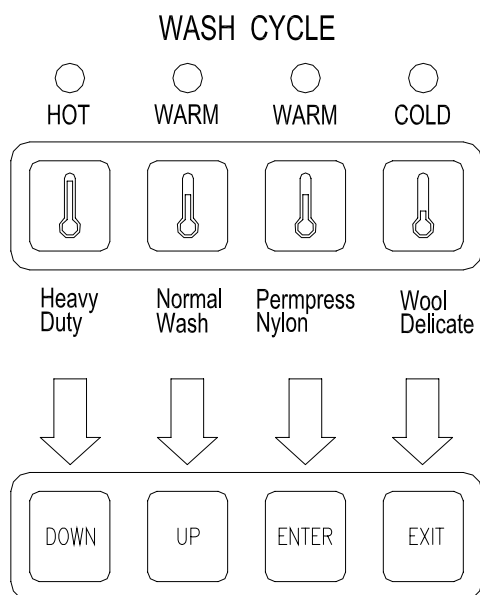 WASH CYCLE
HOT WARM WARM COLD
Heavy Duty
Normal Wash
Permpress Nylon
Wool Delicate
DOWN UP ENTER EXIT